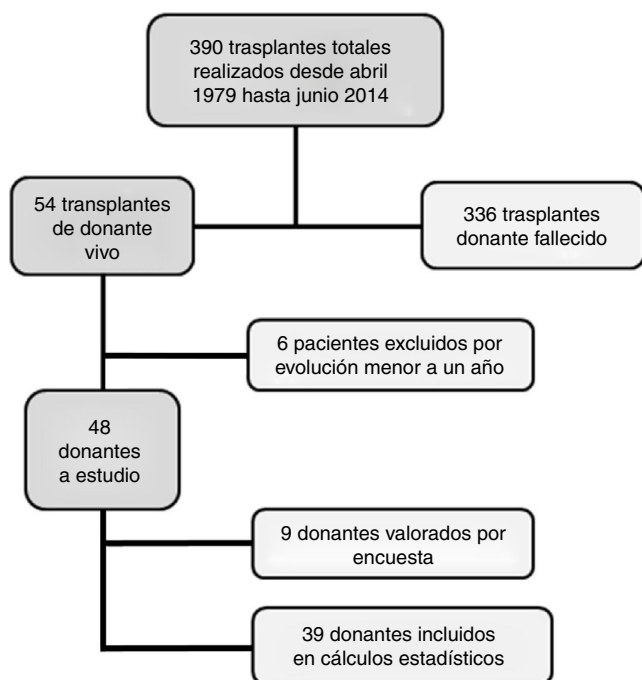 390 trasplantes totales
realizados desde abril
1979 hasta junio 2014
54 transplantes
de donante
vivo
336 trasplantes
donante fallecido
6 pacientes excluidos por
evolución menor a un año
48
donantes
a estudio
9 donantes valorados por
encuesta
39 donantes incluidos
en cálculos estadísticos